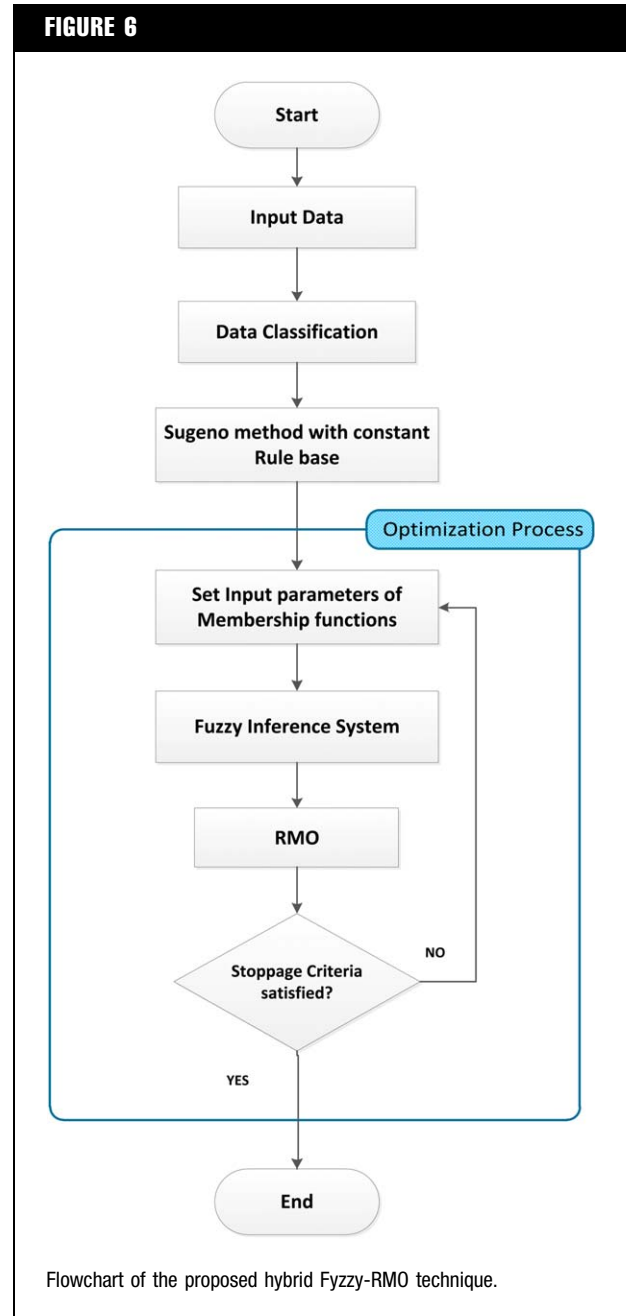 FIGURE 6
Start
Input Data
Data Classification
Sugeno method with constant
Rule base
Optimization Process
Set Input parameters of
Membership functions
Fuzzy Inference System
RMO
Stoppage Criteria
satisfied?
NO
YES
End
Flowchart of the proposed hybrid Fyzzy-RMO technique.